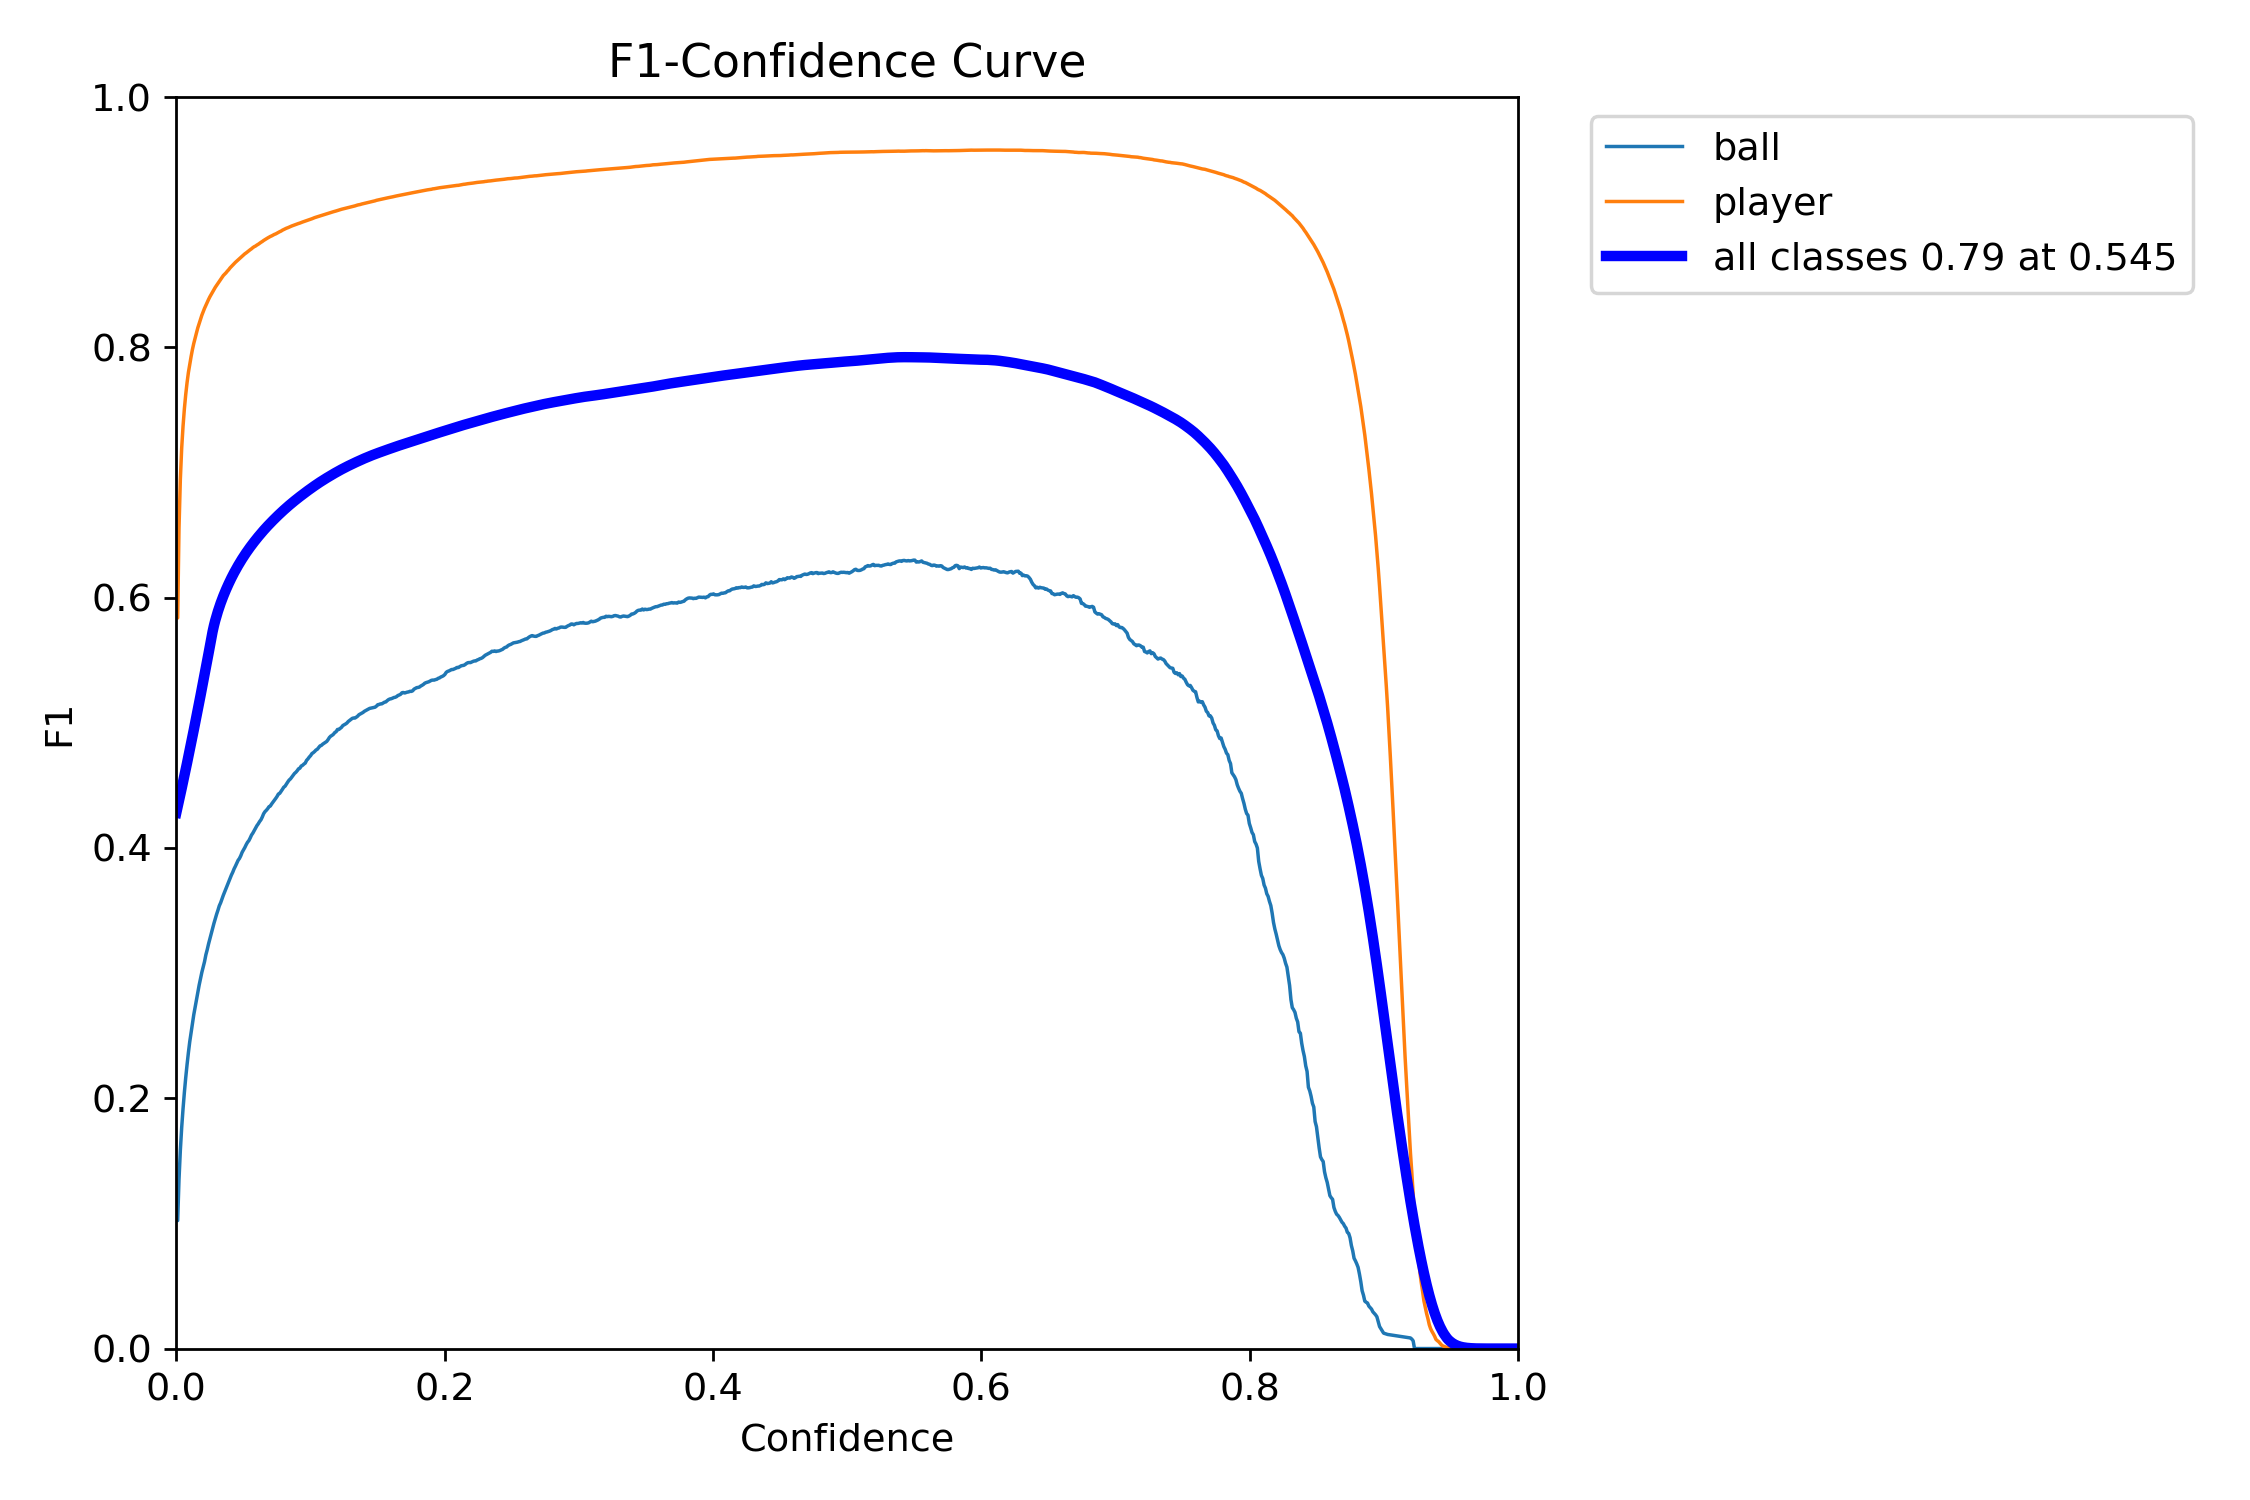 F1-Confidence Curve
1.0
0.8
0.6
0.4
0.2
0.0
F1
0.0 0.2 0.4 0.6 0.8 1.0
Confidence
ball
player
all classes 0.79 at 0.545